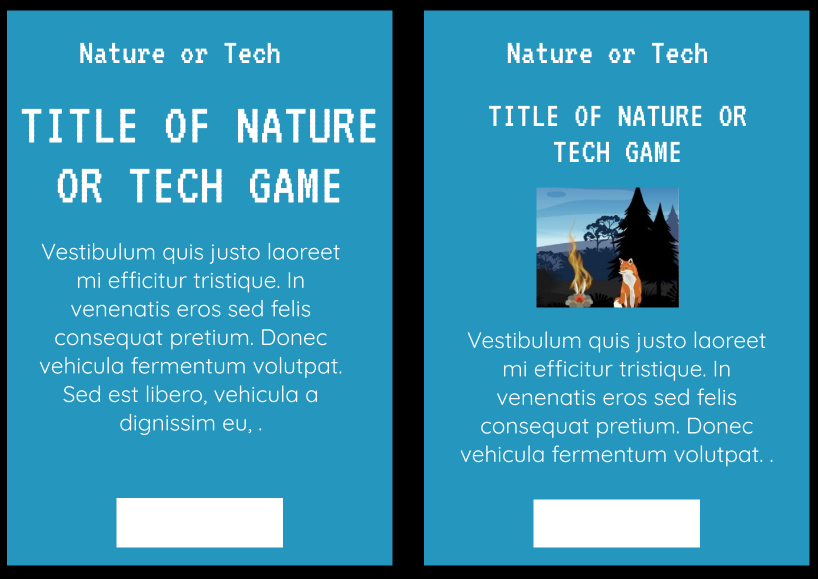 Nature or Tech
TITLE OF NATURE
OR TECH GAME
Vestibulum quis justo laoreet
mi efficitur tristique. In
venenatis eros sed felis
consequat pretium. Donec
vehicula fermentum volutpat.
Sed est libero, vehicula a
dignissim eu, .
Nature or Tech
TITLE OF NATURE OR
TECH GAME
Vestibulum quis justo laoreet
mi efficitur tristique. In
venenatis eros sed felis
consequat pretium. Donec
vehicula fermentum volutpat. .